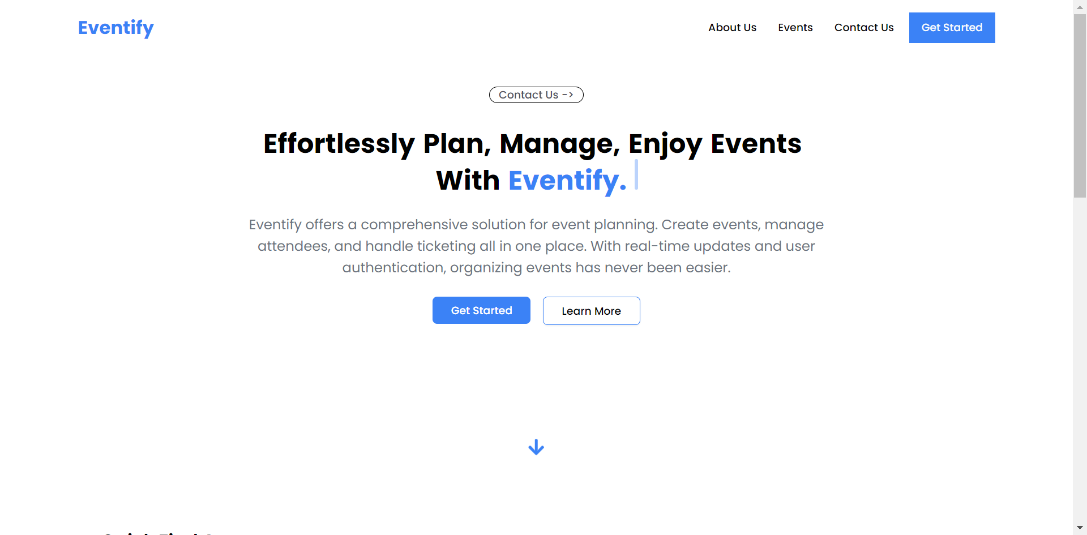 Eventify
About Us
Events
Contact Us
Get Started
Contact Us ->
Effortlessly Plan, Manage, Enjoy Events
With Eventify.
Eventify offers a comprehensive solution for event planning. Create events, manage
attendees, and handle ticketing all in one place. With real-time updates and user
authentication, organizing events has never been easier.
Get Started
Learn More